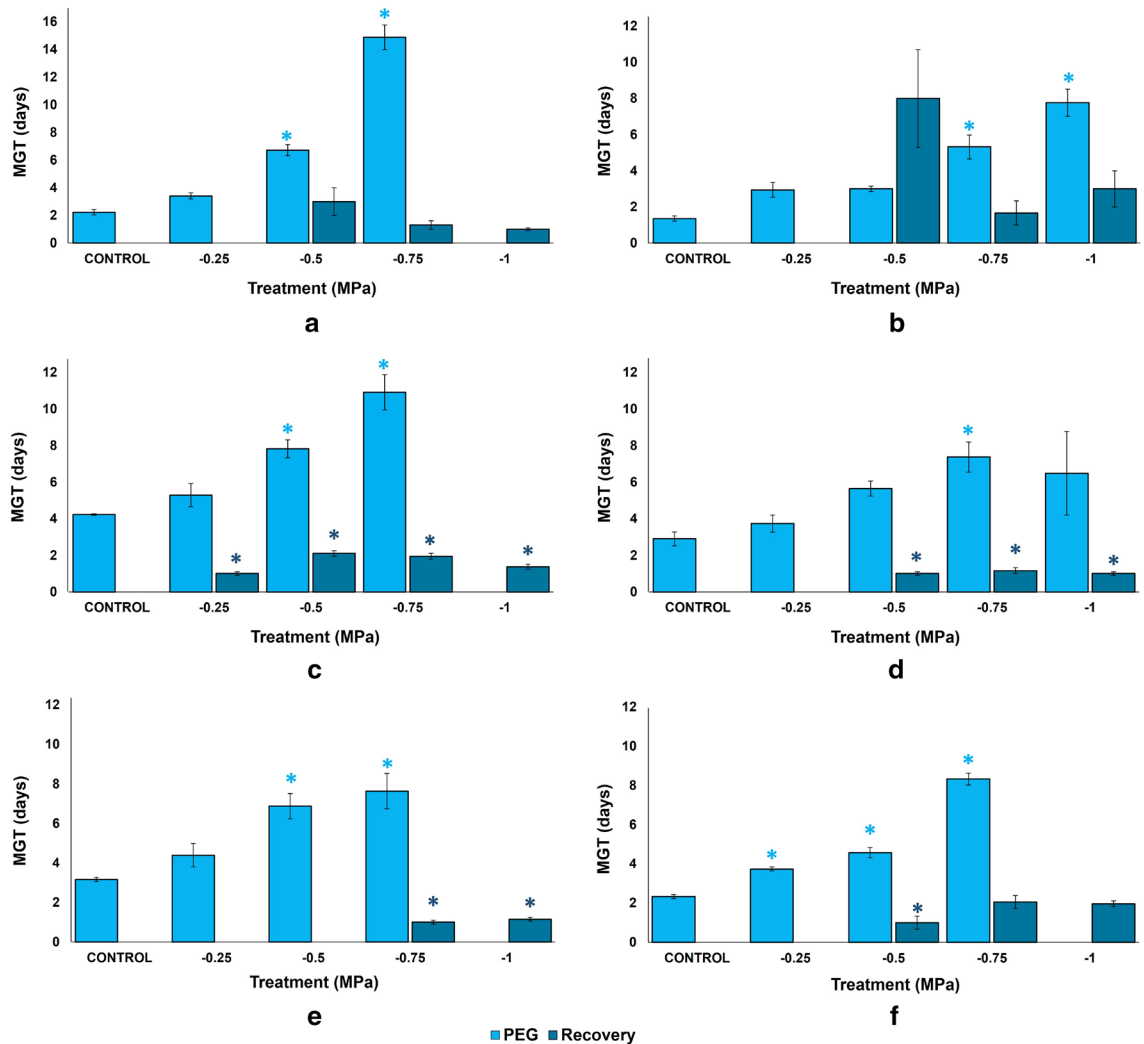 16
14
12
10
8
6
4
2
0
MGT (days)
*
*
CONTROL -0.25 -0.5 -0.75 -1
Treatment (MPa)
a
12
10
8
6
4
2
0
MGT (days)
*
*
CONTROL -0.25 -0.5 -0.75 -1
Treatment (MPa)
b
12
10
8
6
4
2
0
MGT (days)
*
*
*
*
*
*
CONTROL -0.25 -0.5 -0.75 -1
Treatment (MPa)
c
12
10
8
6
4
2
0
MGT (days)
*
*
*
*
CONTROL -0.25 -0.5 -0.75 -1
Treatment (MPa)
d
12
10
8
6
4
2
0
MGT (days)
*
*
*
*
CONTROL -0.25 -0.5 -0.75 -1
Treatment (MPa)
e
12
10
8
6
4
2
0
MGT (days)
*
*
*
*
CONTROL -0.25 -0.5 -0.75 -1
Treatment (MPa)
f
PEG Recovery